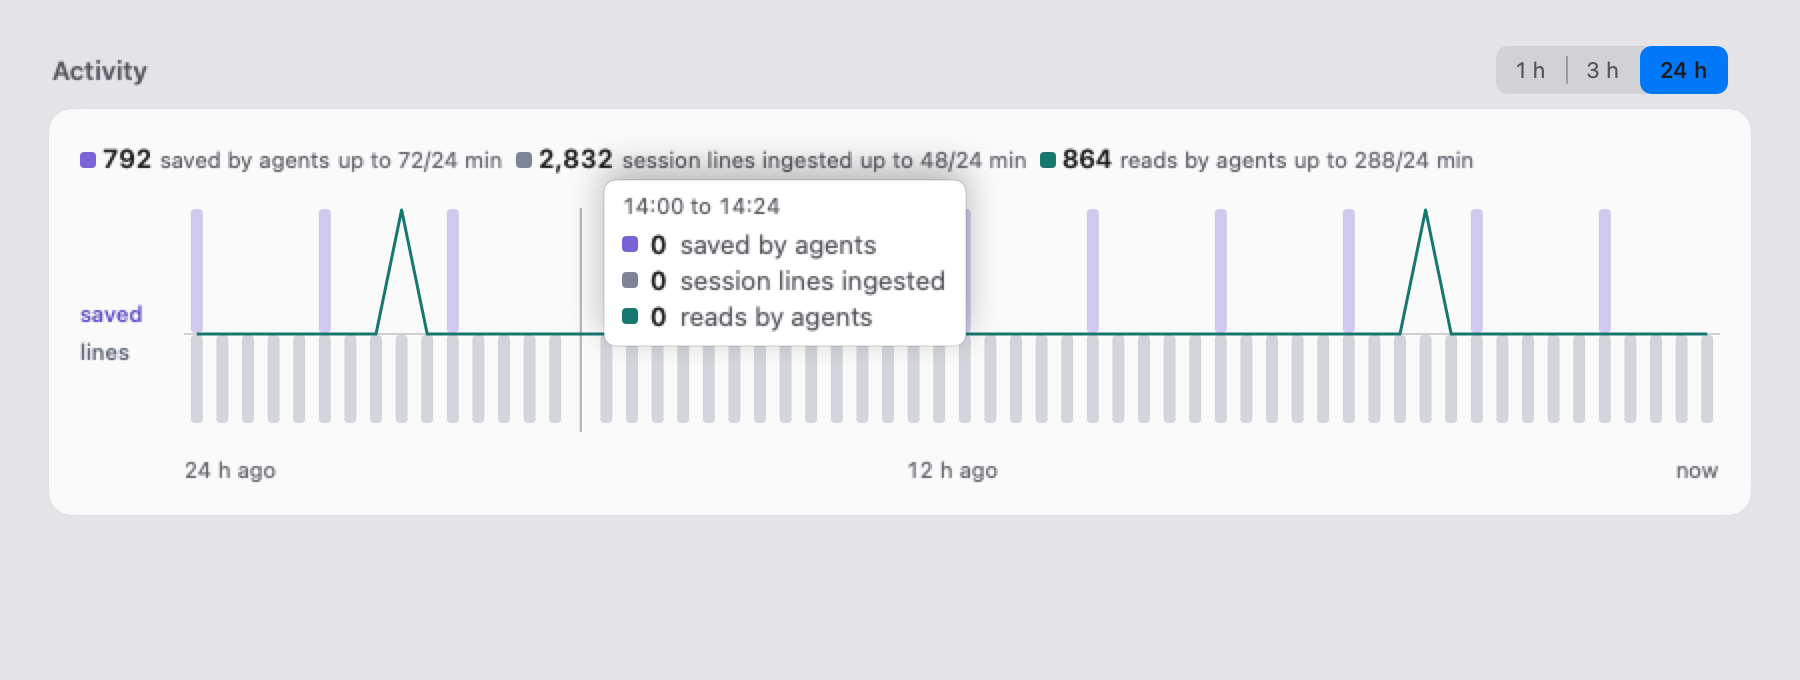 Activity
1 h 3 h 24 h
792 saved by agents up to 72/24 min 2,832 session lines ingested up to 48/24 min 864 reads by agents up to 288/24 min
14:00 to 14:24
0 saved by agents
0 session lines ingested
0 reads by agents
saved
lines
24 h ago 12 h ago now